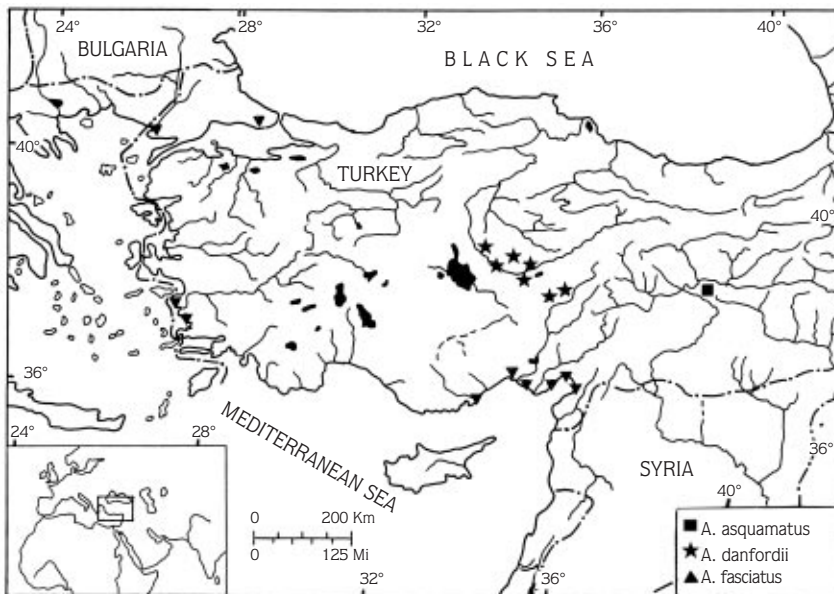 24°
28°
32°
36°
40°
BULGARIA
BLACK SEA
40°
TURKEY
40°
36°
MEDITERRANEAN SEA
24°
28°
36°
SYRIA
40°
0 200 Km
0 125 Mi
A. asquamatus
A. danfordii
A. fasciatus
32°
36°